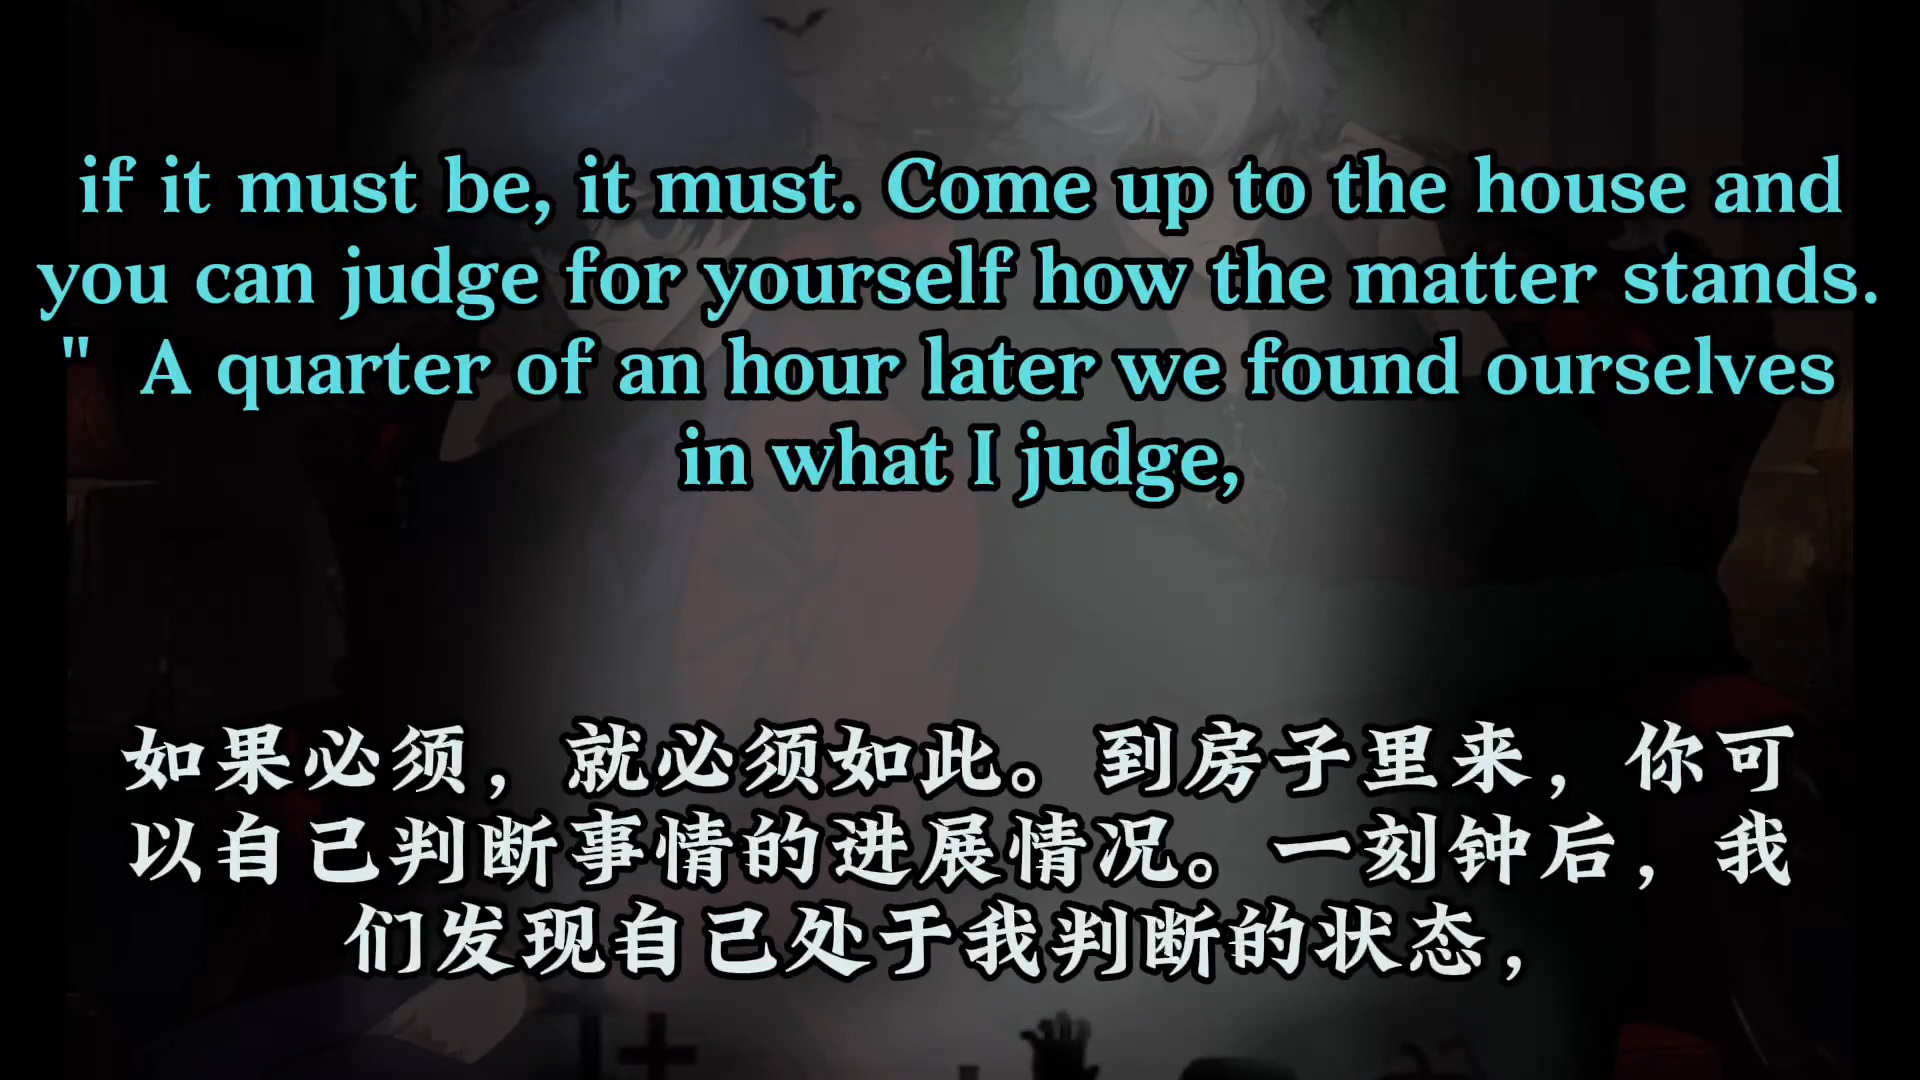 if it must be, it must. Come up to the house and
you can judge for yourself how the matter stands.
" A quarter of an hour later we found ourselves
in what I judge,
如果必须，就必须如此。到房子里来，你可
以自己判断事情的进展情况。一刻钟后，我
们发现自己处于我判断的状态，